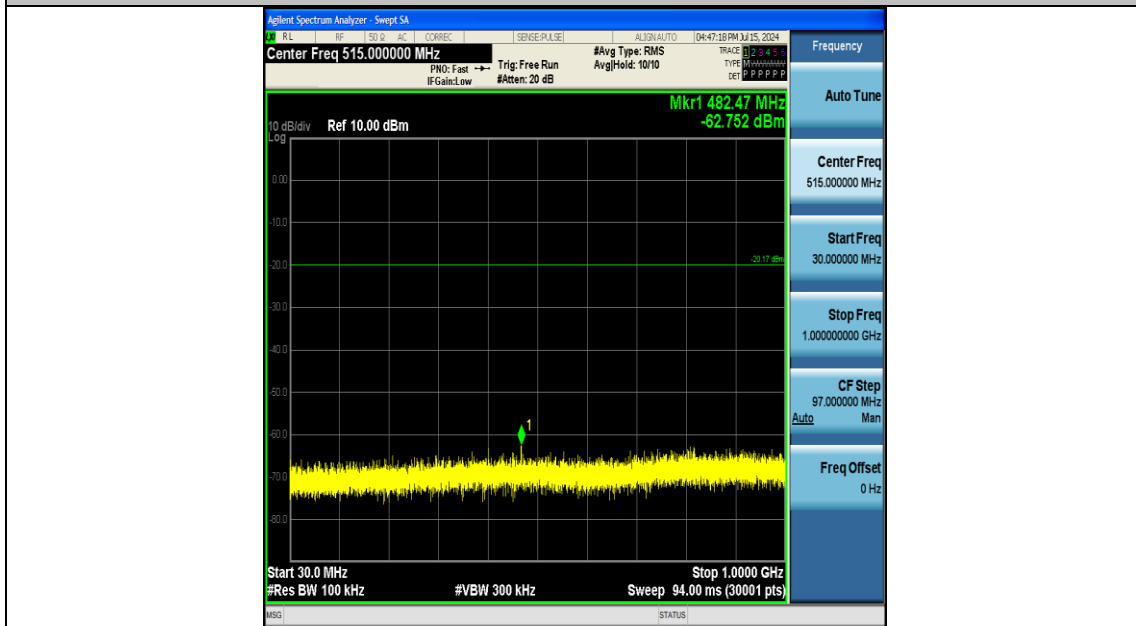 Agilent Spectrum Analyzer - Swept SA
RL RF 50 Ω AC CORREC SENSE:PULSE ALIGN AUTO 04:47:18 PM Jul 15, 2024
Center Freq 515.000000 MHz
PNO: Fast
IFGain:Low
Trig: Free Run
#Atten: 20 dB
#Avg Type: RMS
Avg|Hold: 10/10
TRACE 1 2 3 4 5 6
TYPE M
DET P P P P P P
Mkr1 482.47 MHz
-62.752 dBm
10 dB/div
Log
Ref 10.00 dBm
0.00
-10.0
-20.0
-20.17 dBm
-30.0
-40.0
-50.0
1
-60.0
-70.0
-80.0
Start 30.0 MHz
Stop 1.0000 GHz
#Res BW 100 kHz
#VBW 300 kHz
Sweep 94.00 ms (30001 pts)
MSG
STATUS
Frequency
Auto Tune
Center Freq
515.000000 MHz
Start Freq
30.000000 MHz
Stop Freq
1.000000000 GHz
CF Step
97.000000 MHz
Auto Man
Freq Offset
0 Hz